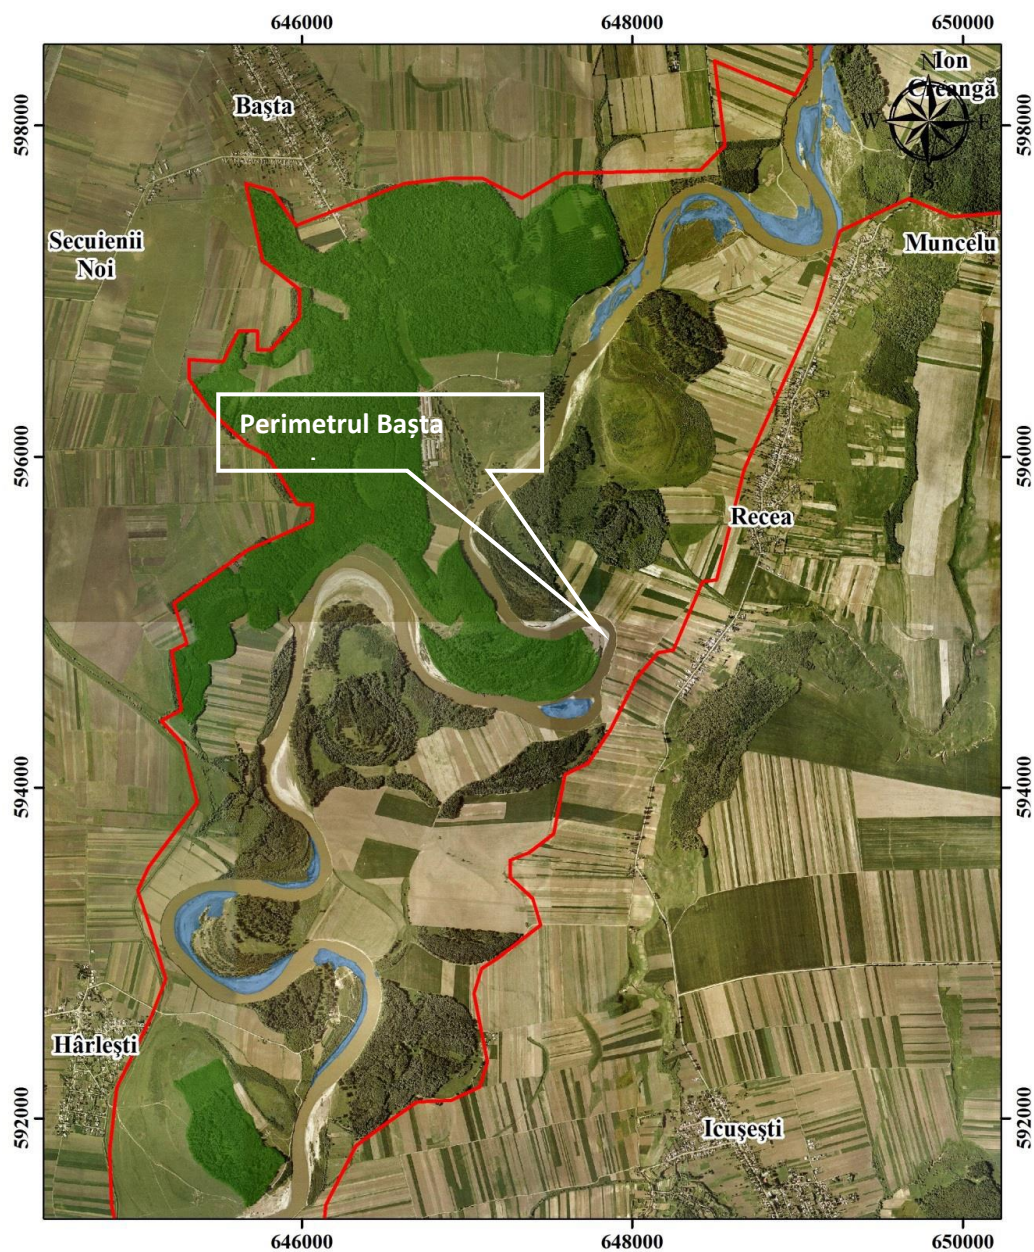 646000
648000
650000
598000
598000
N
Ion
Creangă
W
E
S
Bașta
Secuienii
Noi
Muncelu
Perimetrul Bașta
596000
596000
Recea
594000
594000
Hârlești
592000
592000
Icușești
646000
648000
650000